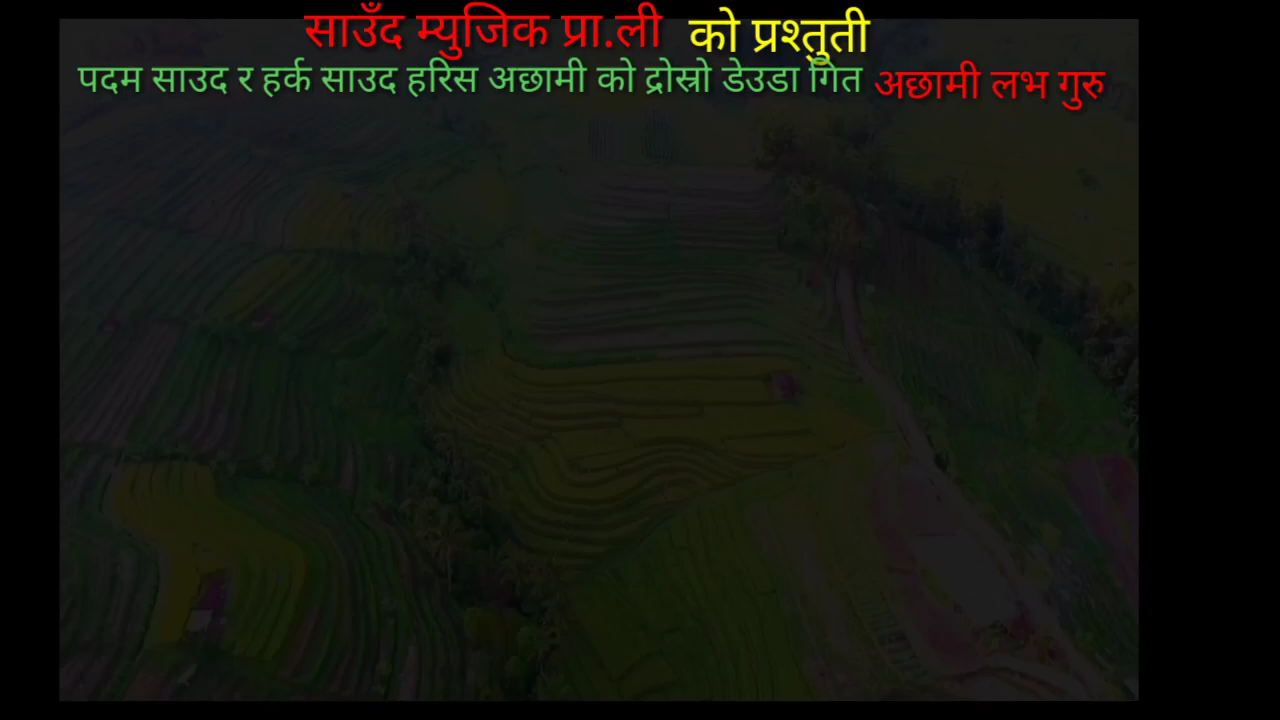 साउँद म्युजिक प्रा.ली को प्रश्तुती
पदम साउद र हर्क साउद हरिस अछामी को द्रोस्रो डेउडा गित अछामी लभ गुरु